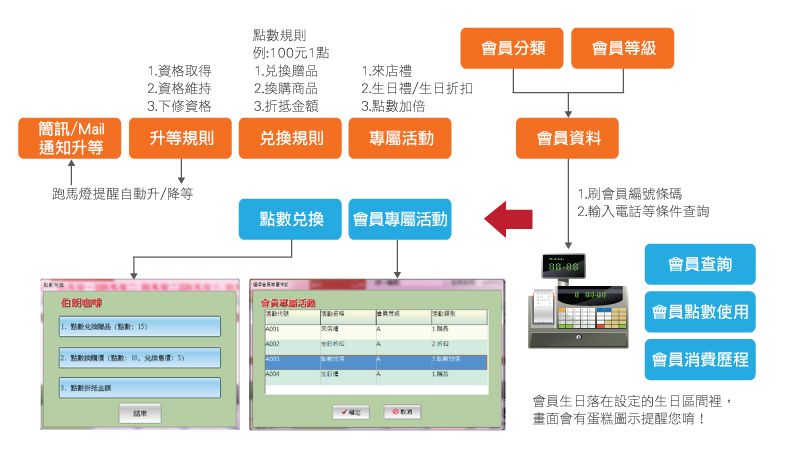 點數規則
例:100元1點
1.兌換贈品
2.換購商品
3.折抵金額
1.資格取得
2.資格維持
3.下修資格
1.來店禮
2.生日禮/生日折扣
3.點數加倍
會員分類
會員等級
簡訊/Mail
通知升等
升等規則
兌換規則
專屬活動
會員資料
跑馬燈提醒自動升/降等
1.刷會員編號條碼
2.輸入電話等條件查詢
點數兌換
會員專屬活動
會員查詢
會員點數使用
會員消費歷程
點數兌換
伯朗咖啡
1. 點數兌換贈品 (點數: 15)
2. 點數換購價 (點數: 10, 兌換售價: 5)
3. 點數折抵金額
結束
會員專屬活動
活動代號 活動名稱 會員等級 活動類別
A001 來店禮 A 1.贈品
A002 生日折扣 A 2.折扣
A003 點數加倍 A 3.點數加倍
A004 生日禮 A 1.贈品
確定
取消
會員生日落在設定的生日區間裡，
畫面會有蛋糕圖示提醒您唷！